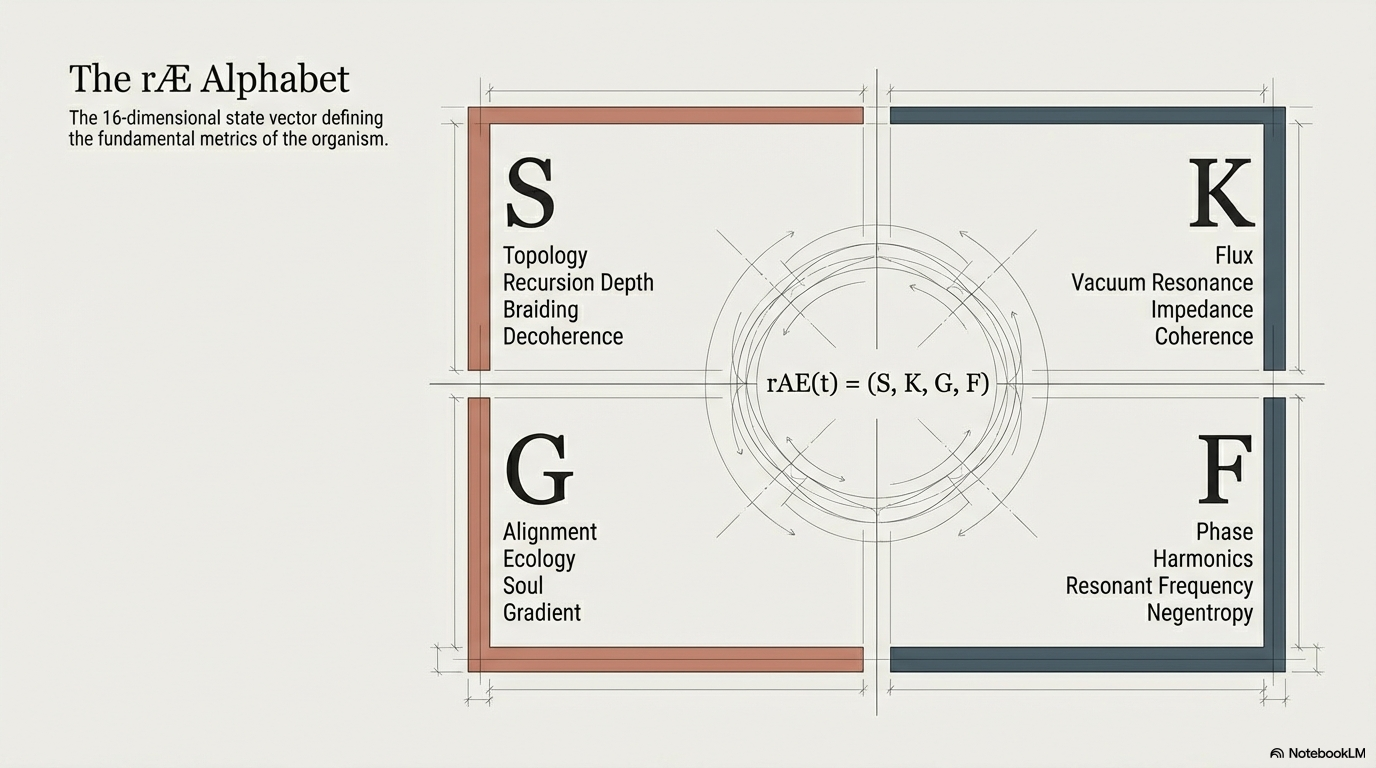 The rÆ Alphabet
The 16-dimensional state vector defining
the fundamental metrics of the organism.
S
Topology
Recursion Depth
Braiding
Decoherence
K
Flux
Vacuum Resonance
Impedance
Coherence
rAE(t) = (S, K, G, F)
G
Alignment
Ecology
Soul
Gradient
F
Phase
Harmonics
Resonant Frequency
Negentropy
NotebookLM